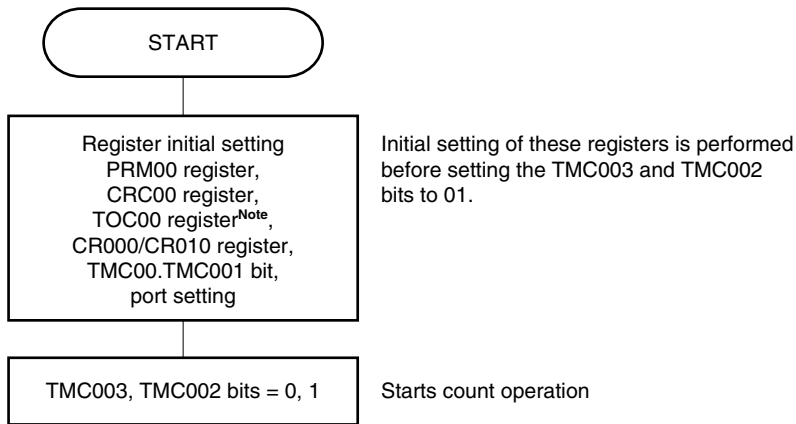 START
Register initial setting
PRM00 register,
CRC00 register,
TOC00 registerNote,
CR000/CR010 register,
TMC00.TMC001 bit,
port setting
Initial setting of these registers is performed
before setting the TMC003 and TMC002
bits to 01.
TMC003, TMC002 bits = 0, 1
Starts count operation